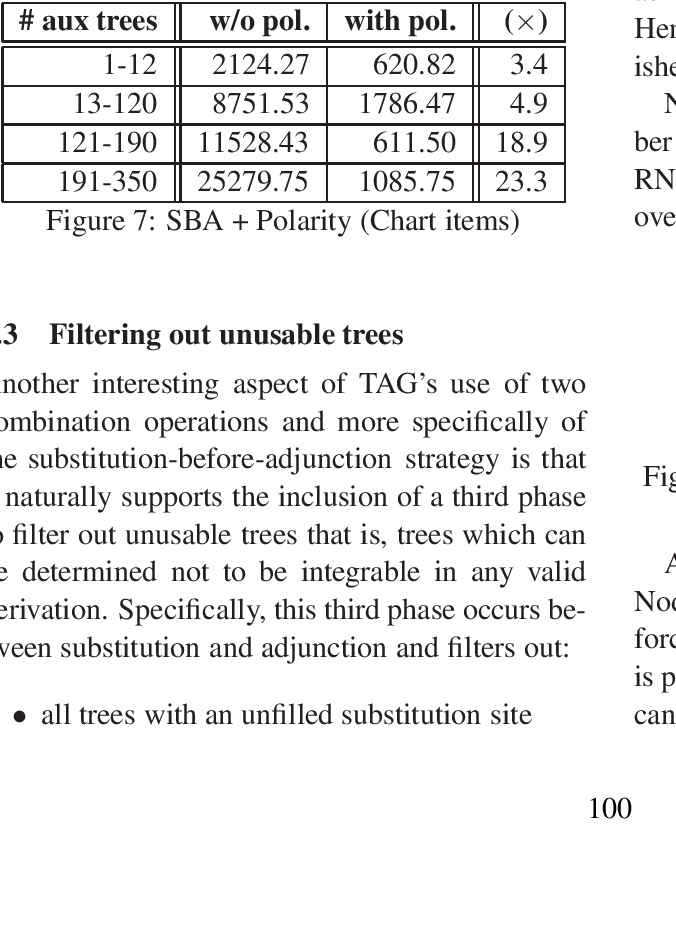 # aux trees w/o pol. with pol. (×)
1-12 2124.27 620.82 3.4
13-120 8751.53 1786.47 4.9
121-190 11528.43 611.50 18.9
191-350 25279.75 1085.75 23.3
Figure 7: SBA + Polarity (Chart items)
.3 Filtering out unusable trees
nother interesting aspect of TAG's use of two
ombination operations and more specifically of
e substitution-before-adjunction strategy is that
naturally supports the inclusion of a third phase
filter out unusable trees that is, trees which can
e determined not to be integrable in any valid
erivation. Specifically, this third phase occurs be-
ween substitution and adjunction and filters out:
• all trees with an unfilled substitution site
Her
ishe
N
ber
RN
ove
Fig
A
Nod
forc
is p
can
100